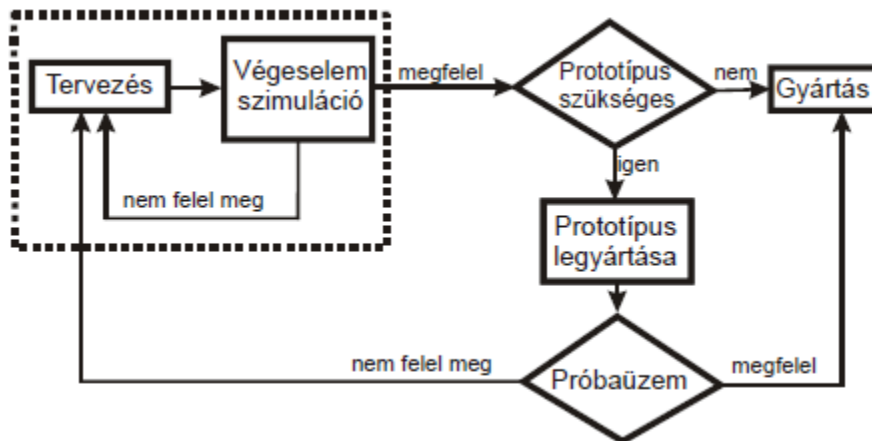 Tervezés
Végeselem
szimuláció
megfelel
Prototípus
szükséges
nem
Gyártás
nem felel meg
igen
Prototípus
legyártása
nem felel meg
Próbaüzem
megfelel